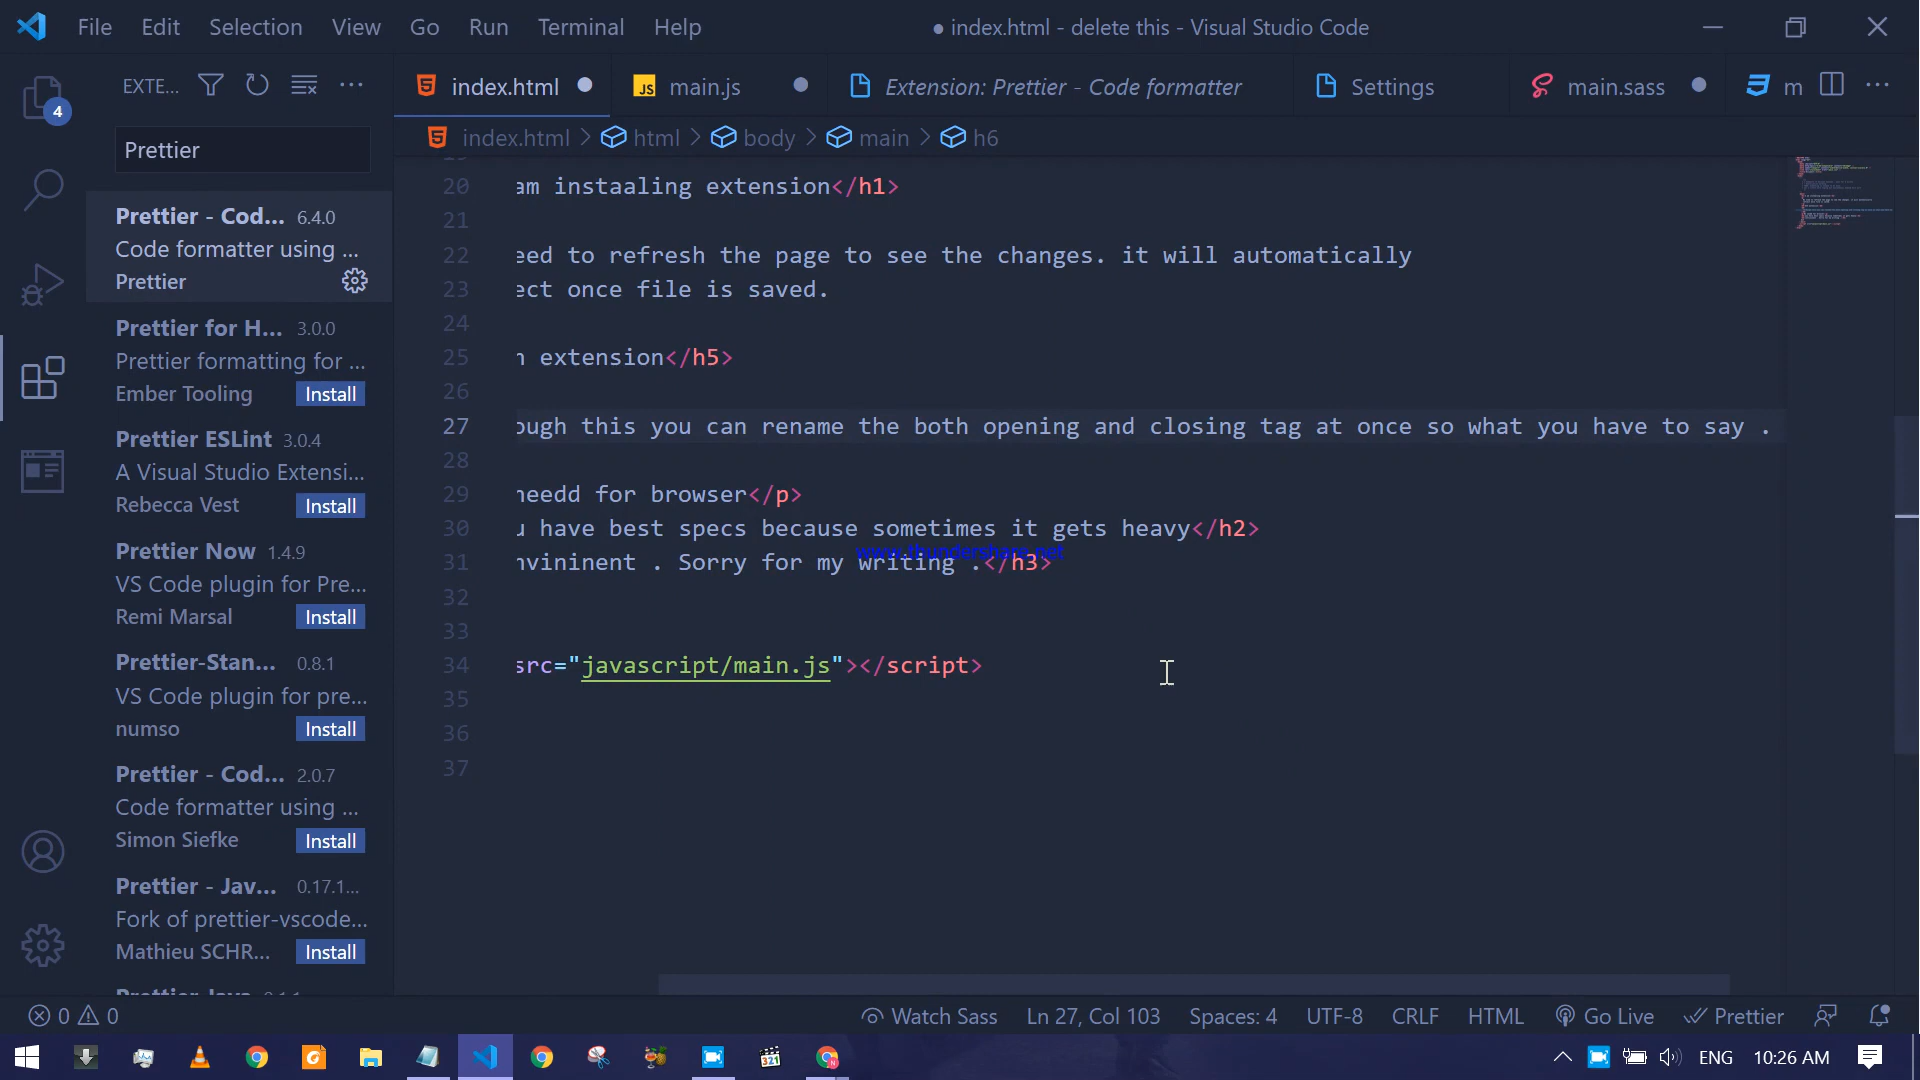 File Edit Selection View Go Run Terminal Help
● index.html - delete this - Visual Studio Code
EXTE...
index.html main.js Extension: Prettier - Code formatter Settings main.sass m
4
Prettier
index.html > html > body > main > h6
Prettier - Cod... 6.4.0
Code formatter using ...
Prettier
Prettier for H... 3.0.0
Prettier formatting for ...
Ember Tooling Install
Prettier ESLint 3.0.4
A Visual Studio Extensi...
Rebecca Vest Install
Prettier Now 1.4.9
VS Code plugin for Pre...
Remi Marsal Install
Prettier-Stan... 0.8.1
VS Code plugin for pre...
numso Install
Prettier - Cod... 2.0.7
Code formatter using ...
Simon Siefke Install
Prettier - Jav... 0.17.1...
Fork of prettier-vscode...
Mathieu SCHR... Install
20 am instaaling extension</h1>
21
22 eed to refresh the page to see the changes. it will automatically
23 ect once file is saved.
24
25 n extension</h5>
26
27 ough this you can rename the both opening and closing tag at once so what you have to say .
28
29 needd for browser</p>
30 u have best specs because sometimes it gets heavy</h2>
www.thundershare.net
31 nvininent . Sorry for my writing .</h3>
32
33
34 src="javascript/main.js"></script>
35
36
37
0 0 Watch Sass Ln 27, Col 103 Spaces: 4 UTF-8 CRLF HTML Go Live Prettier
321 ENG 10:26 AM